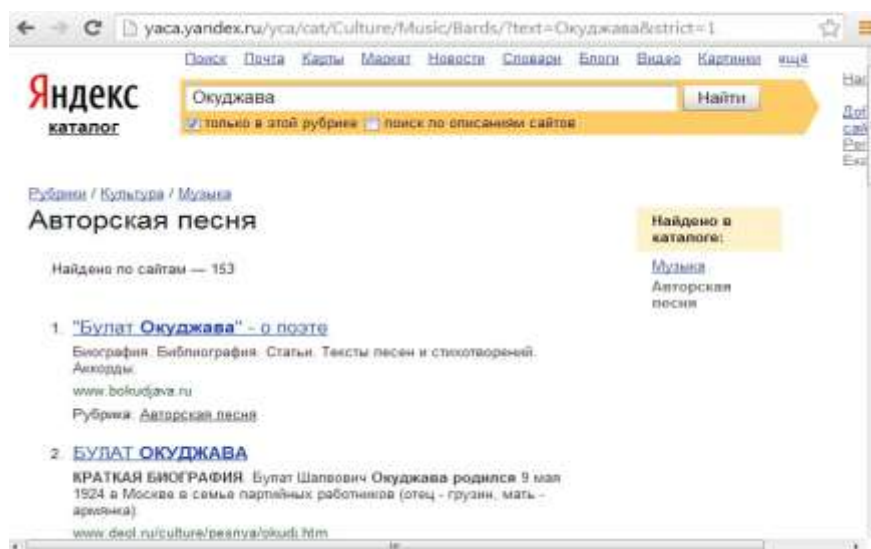 yaca.yandex.ru/yca/cat/Culture/Music/Bards/?text=Окуджава&strict=1
Поиск Почта Карты Маркет Новости Словари Блоги Видео Картинки ещё
Яндекс
каталог
Окуджава
Найти
только в этой рубрике поиск по описаниям сайтов
Рубрики / Культура / Музыка
Авторская песня
Найдено по сайтам — 153
Найдено в
каталоге:
Музыка
Авторская
песня
1. "Булат Окуджава" - о поэте
Биография. Библиография. Статьи. Тексты песен и стихотворений.
Аккорды.
www.bokudjava.ru
Рубрика: Авторская песня
2. БУЛАТ ОКУДЖАВА
КРАТКАЯ БИОГРАФИЯ. Булат Шалвович Окуджава родился 9 мая
1924 в Москве в семье партийных работников (отец - грузин, мать -
армянка).
www.deol.ru/culture/pesnya/okudj.htm